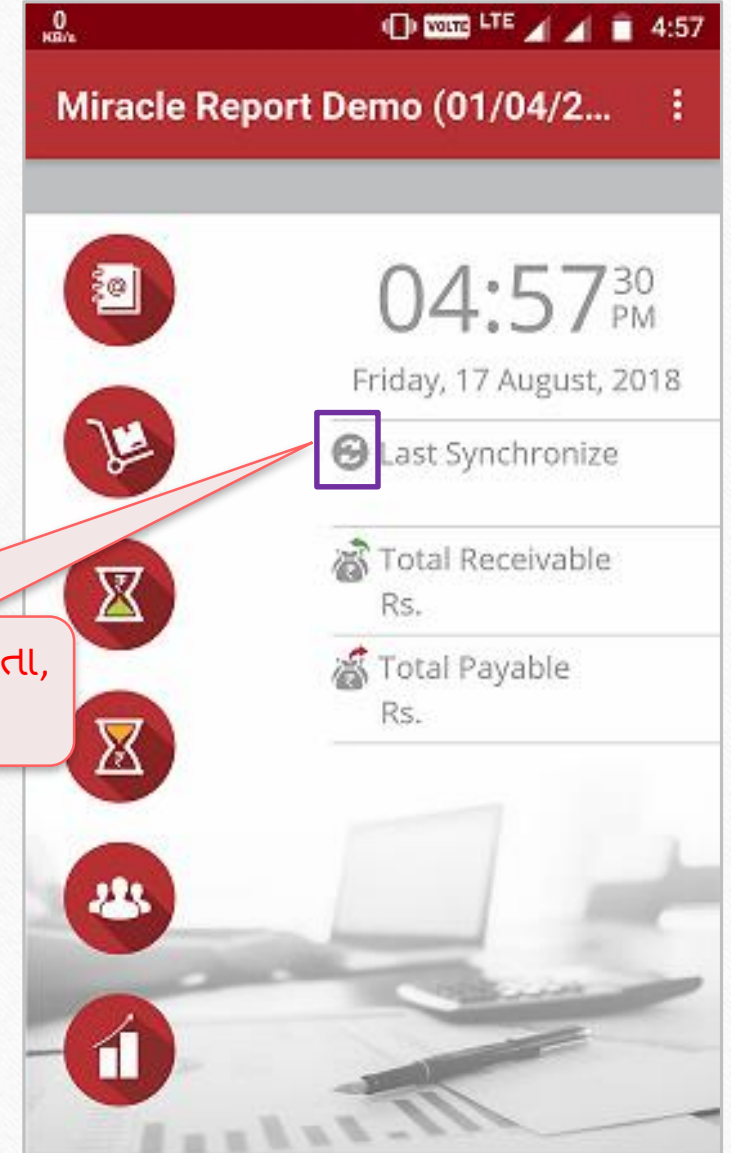 0
KB/s
VOLTE LTE 4:57
Miracle Report Demo (01/04/2...
04:57 30
PM
Friday, 17 August, 2018
Last Synchronize
Total Receivable
Rs.
Total Payable
Rs.